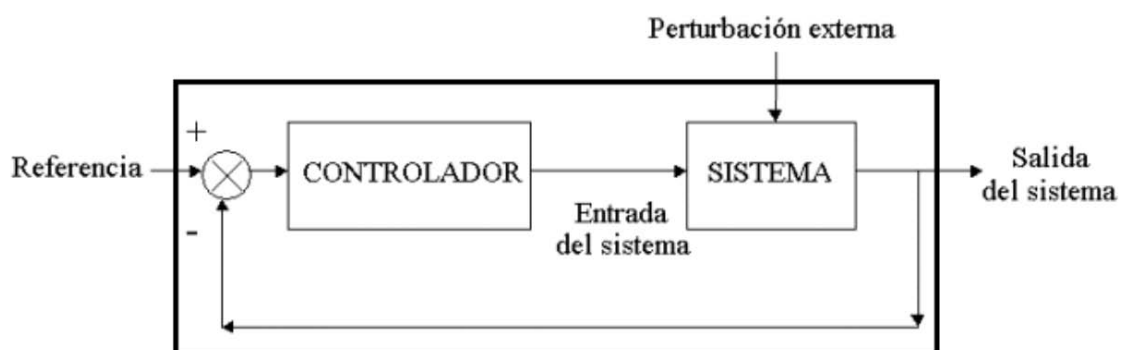 Perturbación externa
+
Referencia
CONTROLADOR
SISTEMA
Salida
del sistema
-
Entrada
del sistema